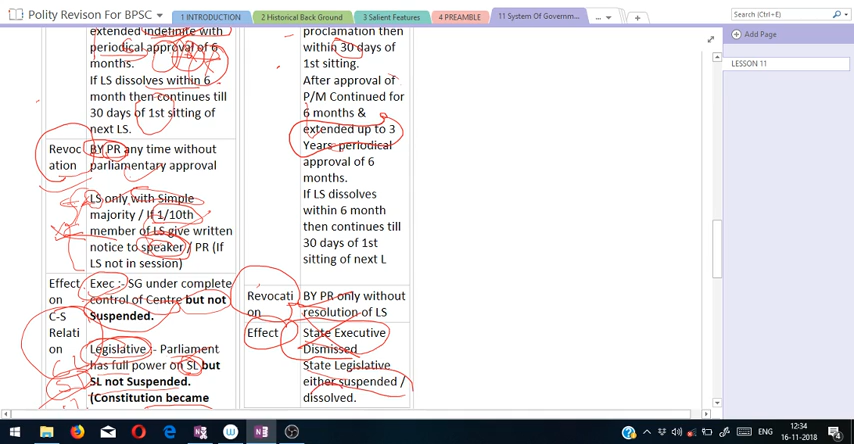 Polity Revison For BPSC
1 INTRODUCTION
2 Historical Back Ground
3 Salient Features
4 PREAMBLE
11 System Of Governm...
...
Search (Ctrl+E)
Add Page
LESSON 11
extended indefinite with
periodical approval of 6
months.
If LS dissolves within 6
month then continues till
30 days of 1st sitting of
next LS.
Revoc
ation
BY PR any time without
parliamentary approval
LS only with Simple
majority / If 1/10th
member of LS give written
notice to speaker / PR (If
LS not in session)
Effect
on
C-S
Relati
on
Exec :- SG under complete
control of Centre but not
Suspended.
Legislative :- Parliament
has full power on SL but
SL not Suspended.
(Constitution became
proclamation then
within 30 days of
1st sitting.
After approval of
P/M Continued for
6 months &
extended up to 3
Years periodical
approval of 6
months.
If LS dissolves
within 6 month
then continues till
30 days of 1st
sitting of next L
Revocati
on
BY PR only without
resolution of LS
Effect
State Executive
Dismissed
State Legislative
either suspended /
dissolved.
ENG
12:34
16-11-2018
4